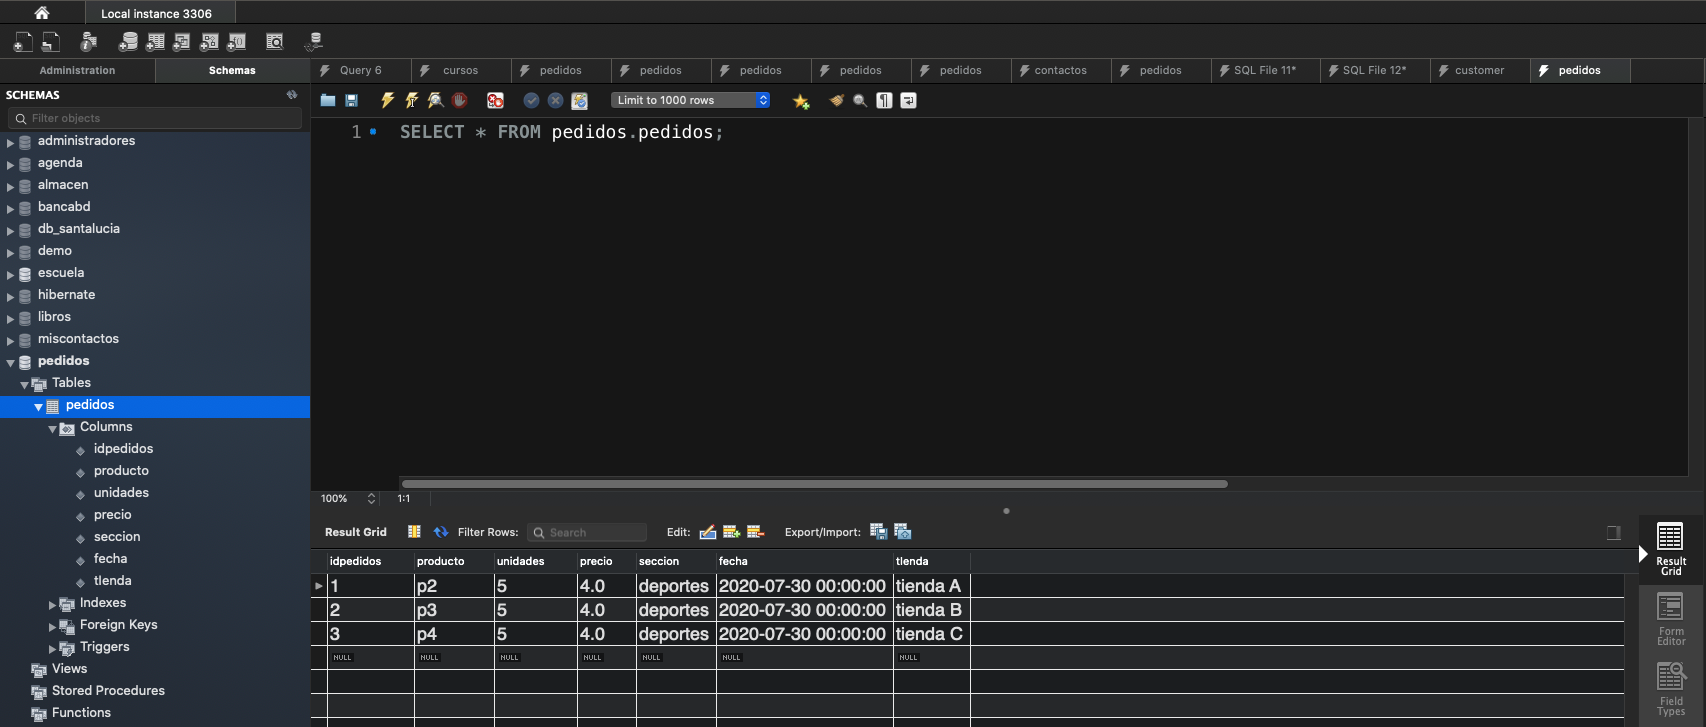 Local instance 3306
Administration Schemas
Query 6 cursos pedidos pedidos pedidos pedidos pedidos contactos pedidos SQL File 11* SQL File 12* customer pedidos
SCHEMAS
Filter objects
Limit to 1000 rows
1 SELECT * FROM pedidos.pedidos;
administradores
agenda
almacen
bancabd
db_santalucia
demo
escuela
hibernate
libros
miscontactos
pedidos
Tables
pedidos
Columns
idpedidos
producto
unidades
precio
seccion
fecha
tlenda
Indexes
Foreign Keys
Triggers
Views
Stored Procedures
Functions
100% 1:1
Result Grid Filter Rows: Search Edit: Export/Import:
idpedidos producto unidades precio seccion fecha tlenda
1 p2 5 4.0 deportes 2020-07-30 00:00:00 tienda A
2 p3 5 4.0 deportes 2020-07-30 00:00:00 tienda B
3 p4 5 4.0 deportes 2020-07-30 00:00:00 tienda C
NULL NULL NULL NULL NULL NULL NULL
Result
Grid
Form
Editor
Field
Types